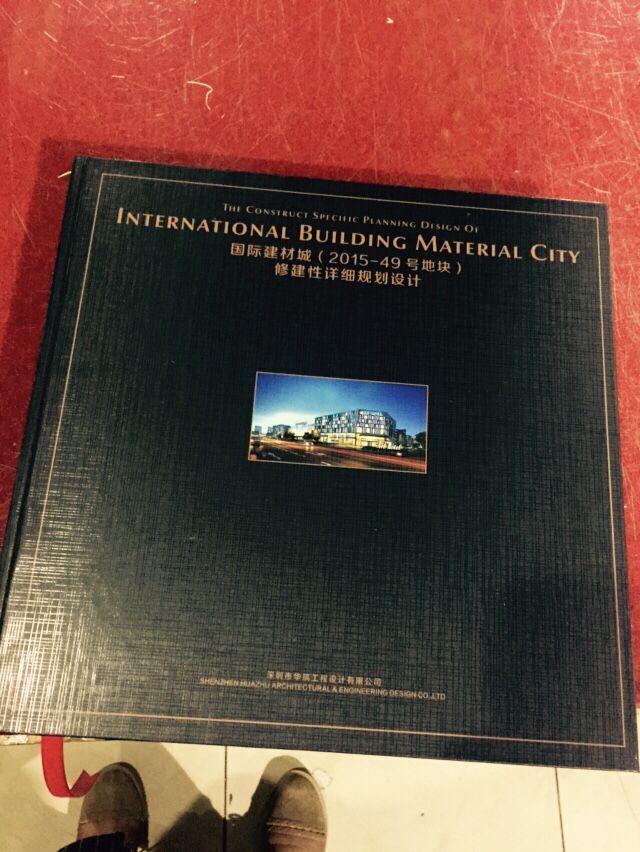 THE CONSTRUCT SPECIFIC PLANNING DESIGN OF
INTERNATIONAL BUILDING MATERIAL CITY
国际建材城（2015-49号地块）
修建性详细规划设计
深圳市华筑工程设计有限公司
SHENZHEN HUAZHU ARCHITECTURAL & ENGINEERING DESIGN CO.,LTD